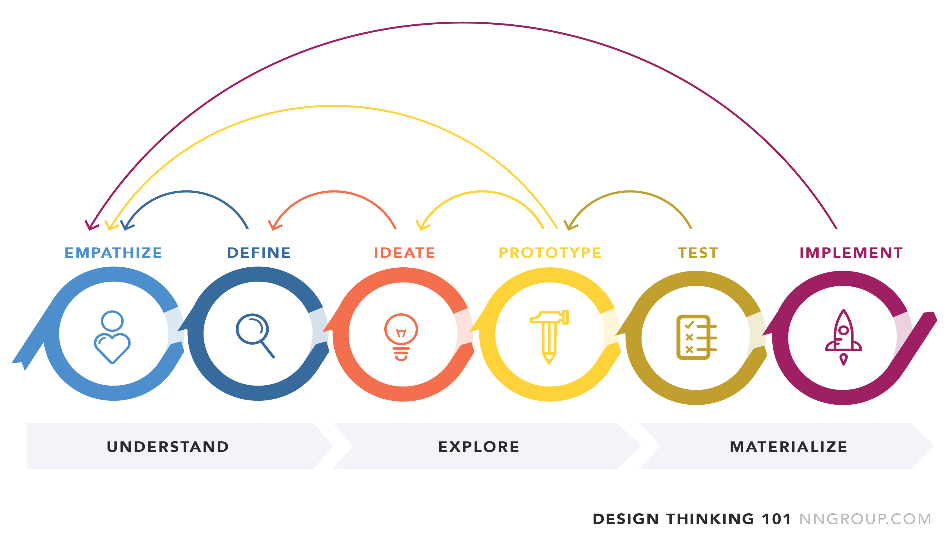 EMPATHIZE
DEFINE
IDEATE
PROTOTYPE
TEST
IMPLEMENT
UNDERSTAND
EXPLORE
MATERIALIZE
DESIGN THINKING 101 NNGROUP.COM